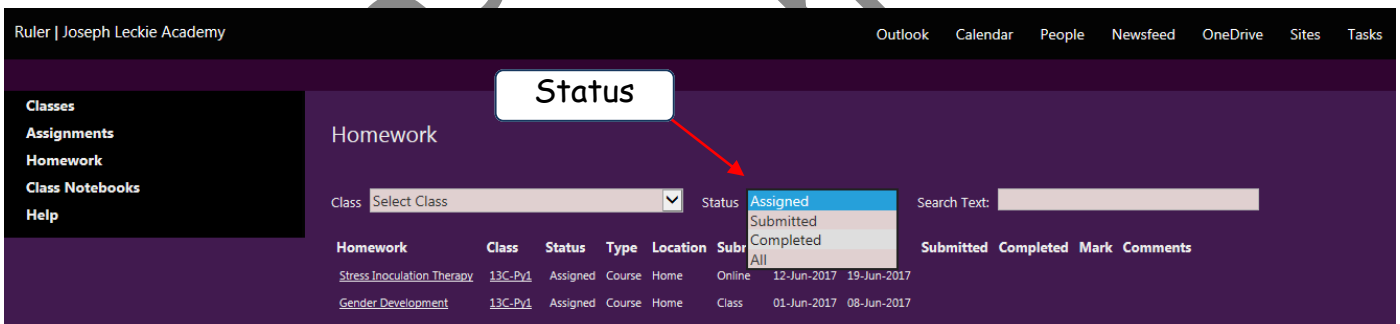 Ruler | Joseph Leckie Academy
Outlook Calendar People Newsfeed OneDrive Sites Tasks
Status
Classes
Assignments
Homework
Class Notebooks
Help
Homework
Class Select Class Status Assigned Search Text:
Submitted
Completed
All
Homework Class Status Type Location Submitted Completed Mark Comments
Stress Inoculation Therapy 13C-Py1 Assigned Course Home Online 12-Jun-2017 19-Jun-2017
Gender Development 13C-Py1 Assigned Course Home Class 01-Jun-2017 08-Jun-2017